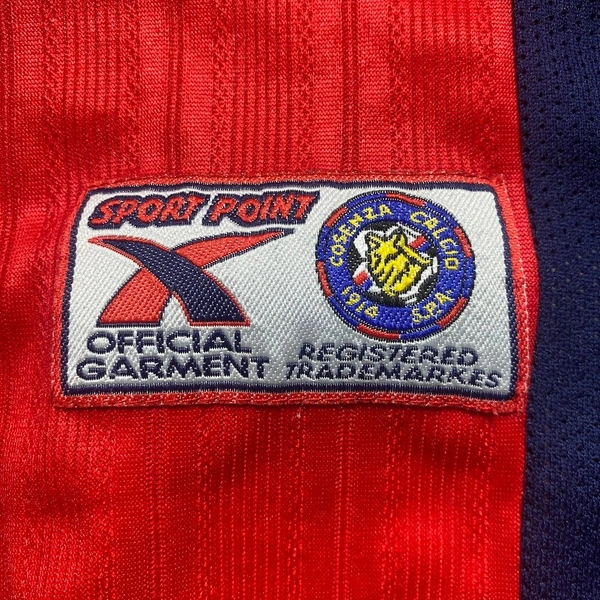 SPORT POINT
OFFICIAL
GARMENT
COSENZA CALCIO
1914 S.P.A.
REGISTERED
TRADEMARKES